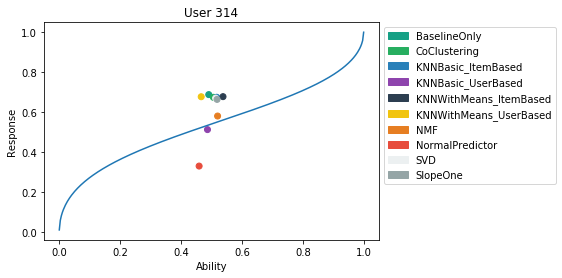 User 314
1.0
0.8
0.6
0.4
0.2
0.0
Response
0.0 0.2 0.4 0.6 0.8 1.0
Ability
BaselineOnly
CoClustering
KNNBasic_ItemBased
KNNBasic_UserBased
KNNWithMeans_ItemBased
KNNWithMeans_UserBased
NMF
NormalPredictor
SVD
SlopeOne